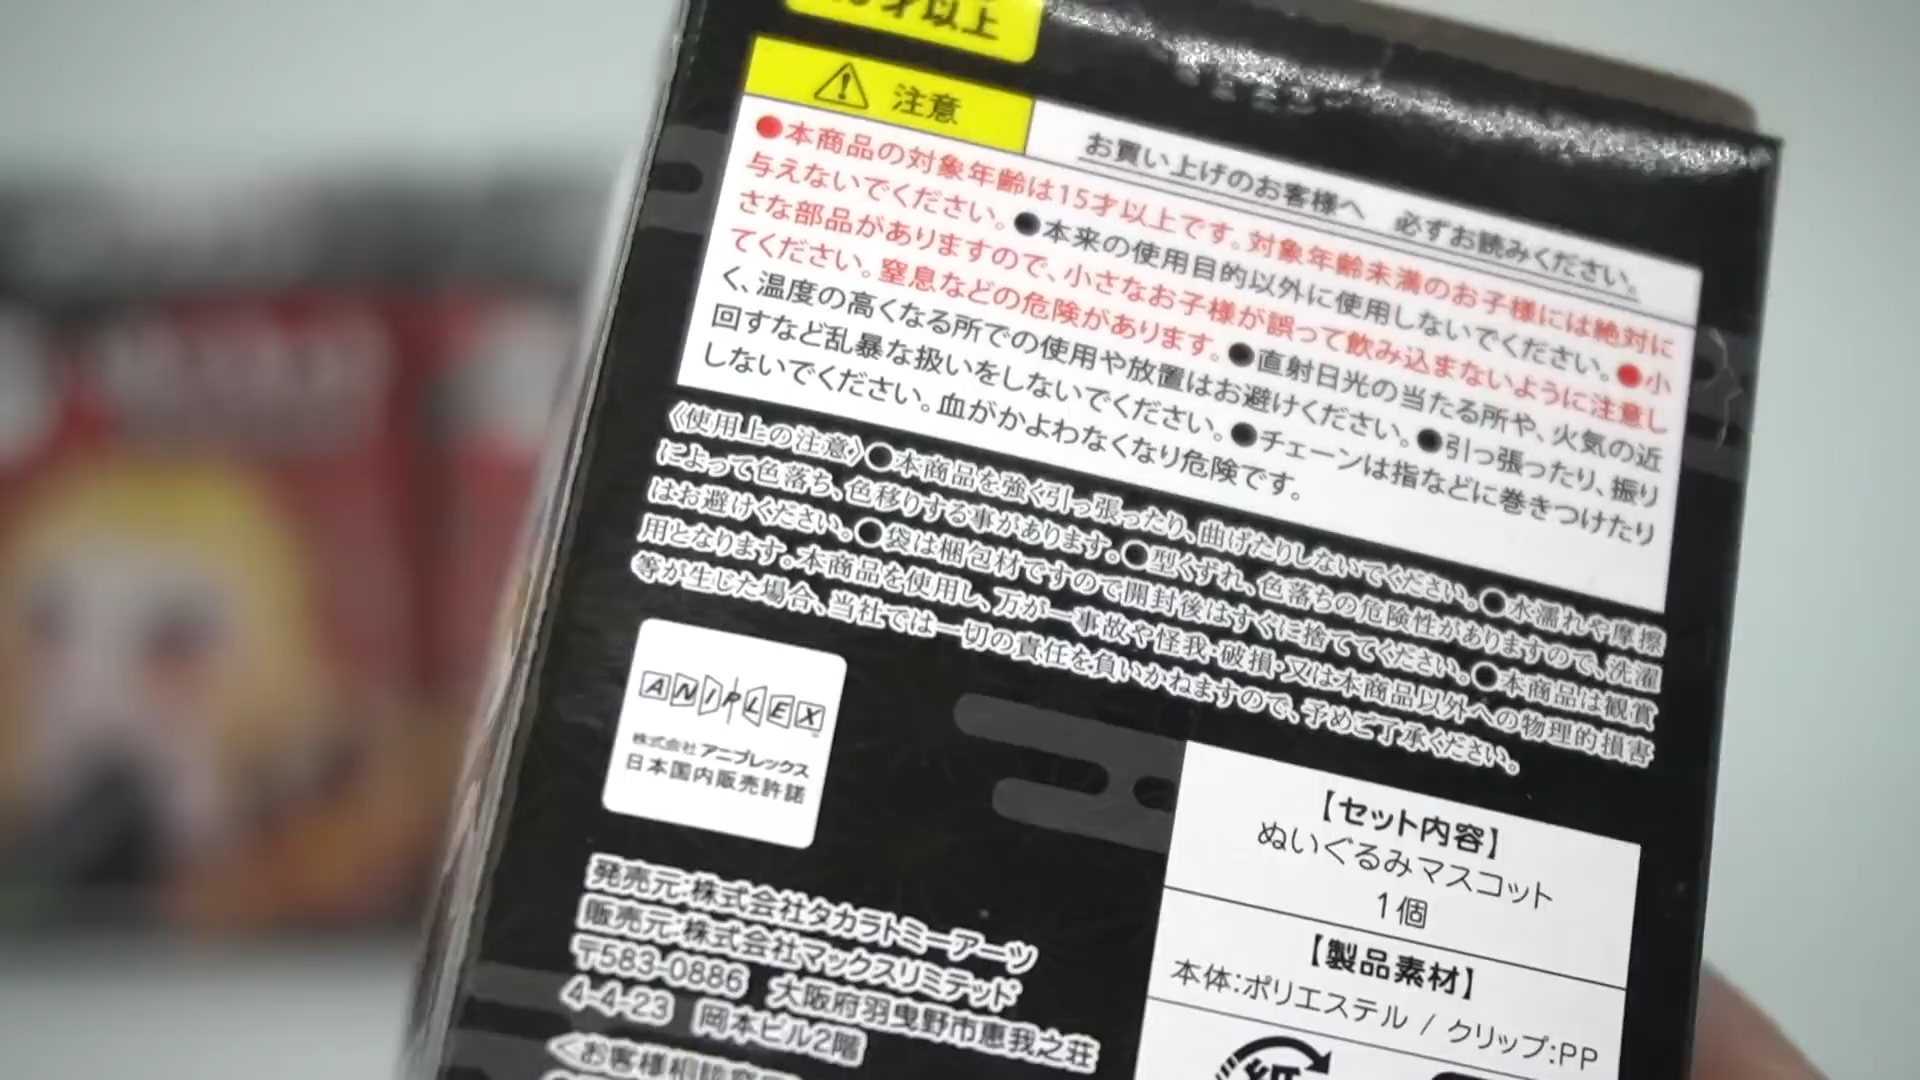 才以上
注意
お買い上げのお客様へ　必ずお読みください。
●本商品の対象年齢は15才以上です。対象年齢未満のお子様には絶対に
与えないでください。●本来の使用目的以外に使用しないでください。●小
さな部品がありますので、小さなお子様が誤って飲み込まないように注意し
てください。窒息などの危険があります。●直射日光の当たる所や、火気の近
く、温度の高くなる所での使用や放置はお避けください。●引っ張ったり、振り
回すなど乱暴な扱いをしないでください。●チェーンは指などに巻きつけたり
しないでください。血がかよわなくなり危険です。
〈使用上の注意〉●本商品を強く引っ張ったり、曲げたりしないでください。●水濡れや摩擦
によって色落ち、色移りする事があります。●型くずれ、色落ちの危険性がありますので、洗濯
はお避けください。●袋は梱包材ですので開封後はすぐに捨ててください。●本商品は観賞
用となります。本商品を使用し、万が一事故や怪我・破損・又は本商品以外への物理的損害
等が生じた場合、当社では一切の責任を負いかねますので、予めご了承ください。
ANIPLEX
株式会社アニプレックス
日本国内販売許諾
【セット内容】
ぬいぐるみマスコット
1個
【製品素材】
本体:ポリエステル / クリップ:PP
紙
発売元:株式会社タカラトミーアーツ
販売元:株式会社マックスリミテッド
〒583-0886　大阪府羽曳野市恵我之荘
4-4-23　岡本ビル2階
＜お客様相談